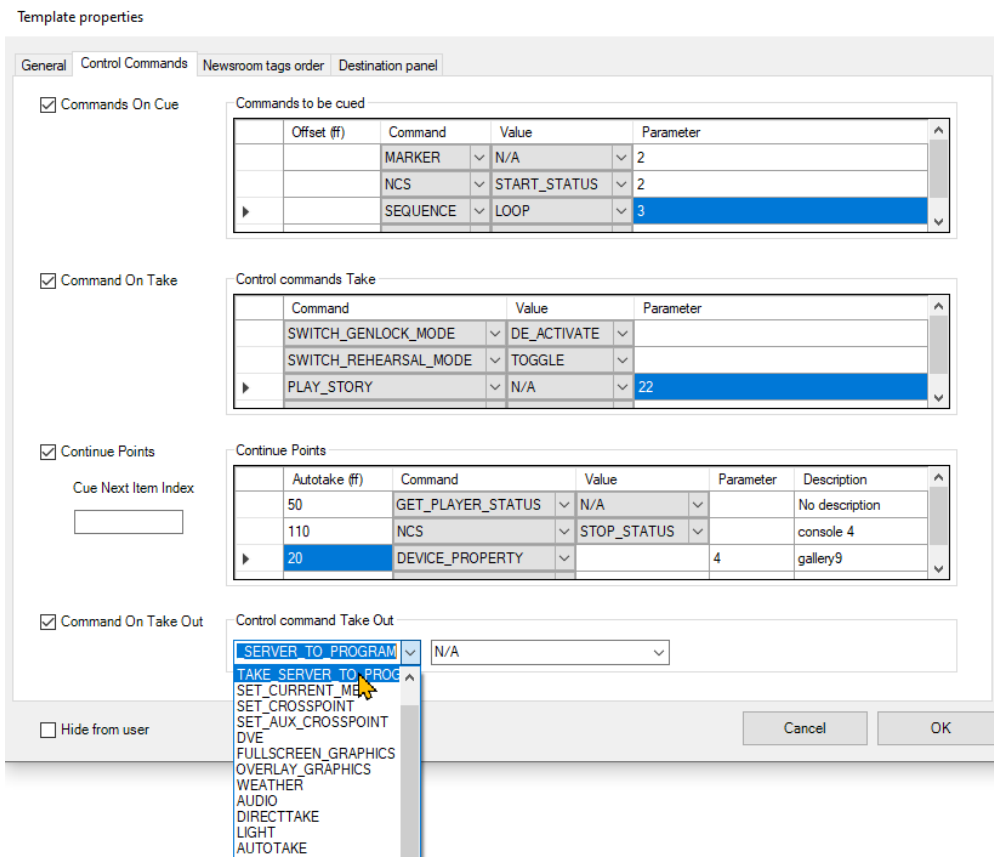 Template properties
General Control Commands Newsroom tags order Destination panel
Commands On Cue
Commands to be cued
Offset (ff) Command Value Parameter
MARKER N/A 2
NCS START_STATUS 2
SEQUENCE LOOP 3
Command On Take
Control commands Take
Command Value Parameter
SWITCH_GENLOCK_MODE DE_ACTIVATE
SWITCH_REHEARSAL_MODE TOGGLE
PLAY_STORY N/A 22
Continue Points
Cue Next Item Index
Continue Points
Autotake (ff) Command Value Parameter Description
50 GET_PLAYER_STATUS N/A No description
110 NCS STOP_STATUS console 4
20 DEVICE_PROPERTY 4 gallery9
Command On Take Out
Control command Take Out
_SERVER_TO_PROGRAM N/A
TAKE_SERVER_TO_PROG
SET_CURRENT_ME
SET_CROSSPOINT
SET_AUX_CROSSPOINT
DVE
FULLSCREEN_GRAPHICS
OVERLAY_GRAPHICS
WEATHER
AUDIO
DIRECTTAKE
LIGHT
AUTOTAKE
Hide from user
Cancel OK